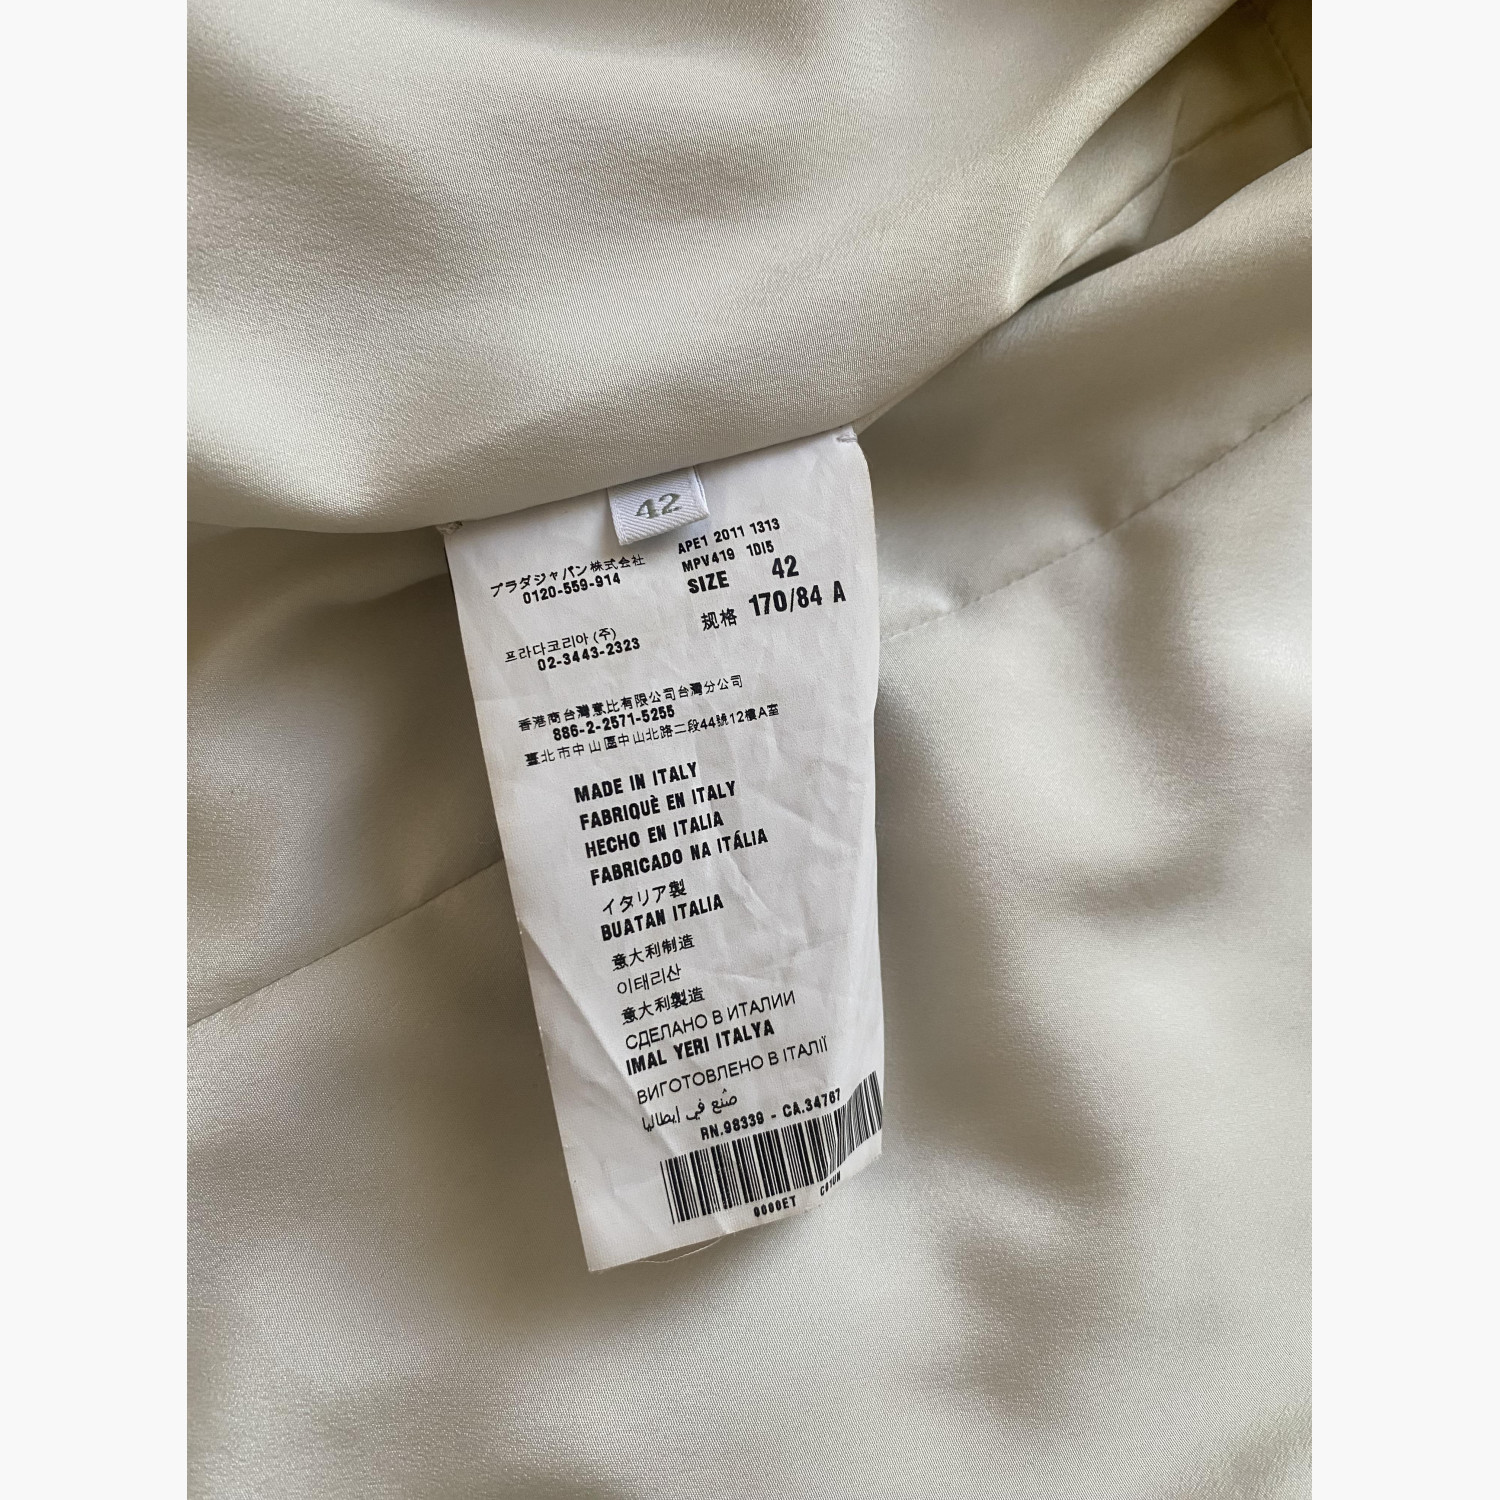 42
APE1 2011 1313
MPV419 1DI5
SIZE 42
规格 170/84 A
プラダジャパン株式会社
0120-559-914
프라다코리아 (주)
02-3443-2323
香港商台灣意比有限公司台灣分公司
886-2-2571-5255
臺北市中山區中山北路二段44號12樓A室
MADE IN ITALY
FABRIQUÈ EN ITALY
HECHO EN ITALIA
FABRICADO NA ITÁLIA
イタリア製
BUATAN ITALIA
意大利制造
이태리산
意大利製造
СДЕЛАНО В ИТАЛИИ
IMAL YERI ITALYA
ВИГОТОВЛЕНО В ІТАЛІЇ
صُنع في إيطاليا
RN.98339 - CA.34767
0000ET